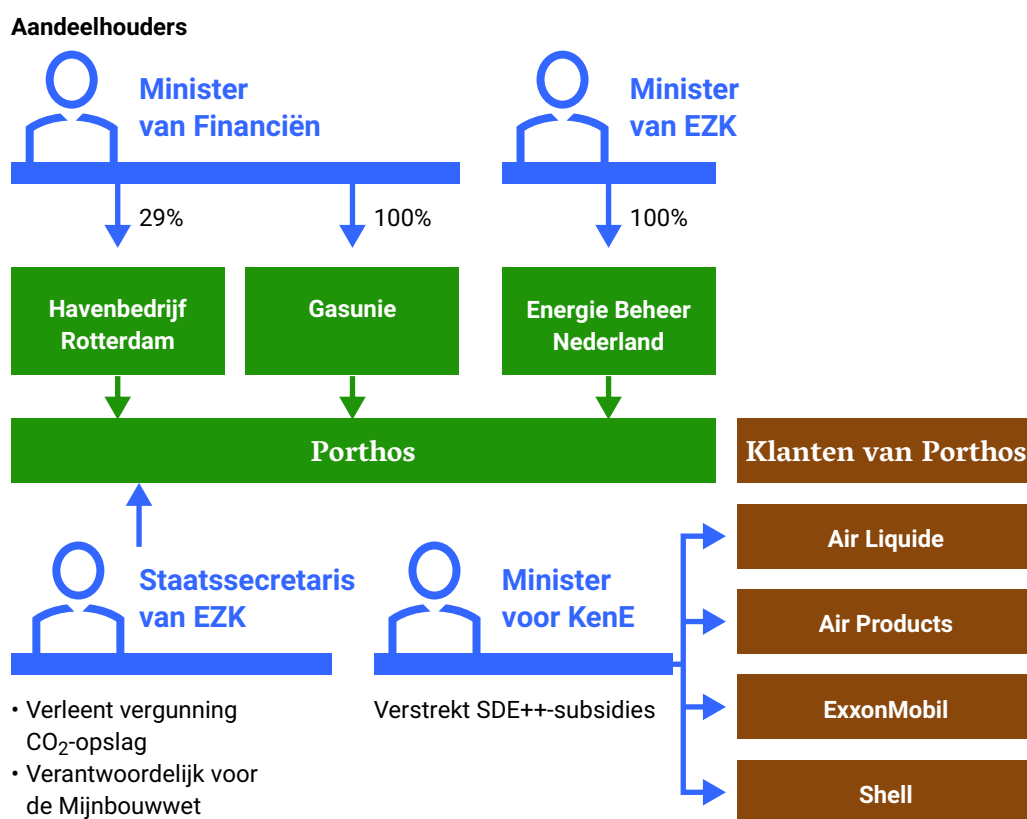 Aandeelhouders
Minister
van Financiën
Minister
van EZK
29%
100%
100%
Havenbedrijf
Rotterdam
Gasunie
Energie Beheer
Nederland
Porthos
Klanten van Porthos
Staatssecretaris
van EZK
Minister
voor KenE
Air Liquide
Air Products
ExxonMobil
Shell
• Verleent vergunning
CO₂-opslag
• Verantwoordelijk voor
de Mijnbouwwet
Verstrekt SDE++-subsidies